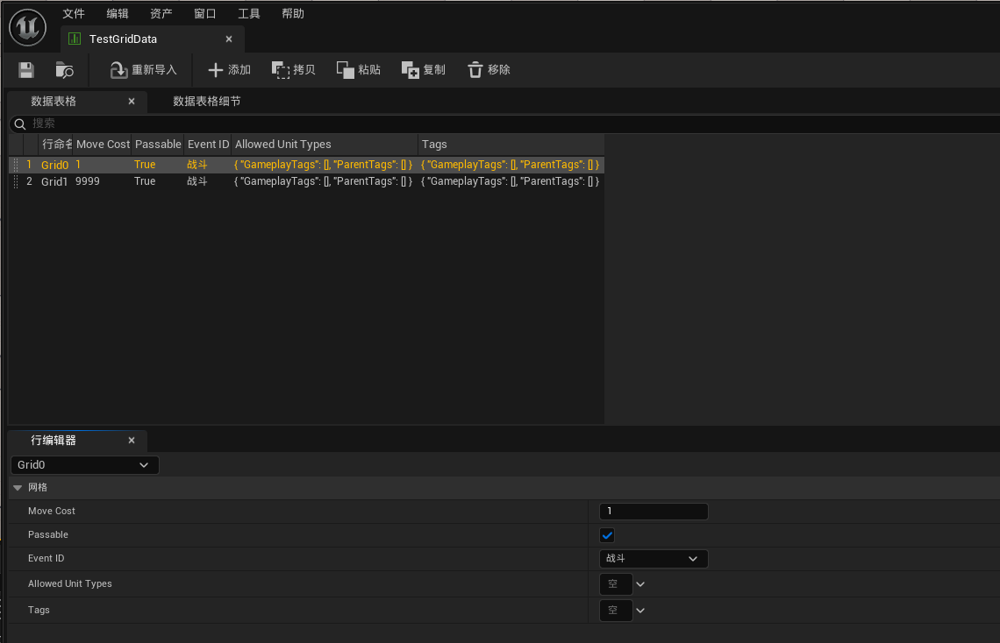 文件 编辑 资产 窗口 工具 帮助
TestGridData
重新导入 添加 拷贝 粘贴 复制 移除
数据表格 数据表格细节
搜索
行命名 Move Cost Passable Event ID Allowed Unit Types Tags
1 Grid0 1 True 战斗 { "GameplayTags": [], "ParentTags": [] } { "GameplayTags": [], "ParentTags": [] }
2 Grid1 9999 True 战斗 { "GameplayTags": [], "ParentTags": [] } { "GameplayTags": [], "ParentTags": [] }
行编辑器
Grid0
网格
Move Cost 1
Passable
Event ID 战斗
Allowed Unit Types 空
Tags 空